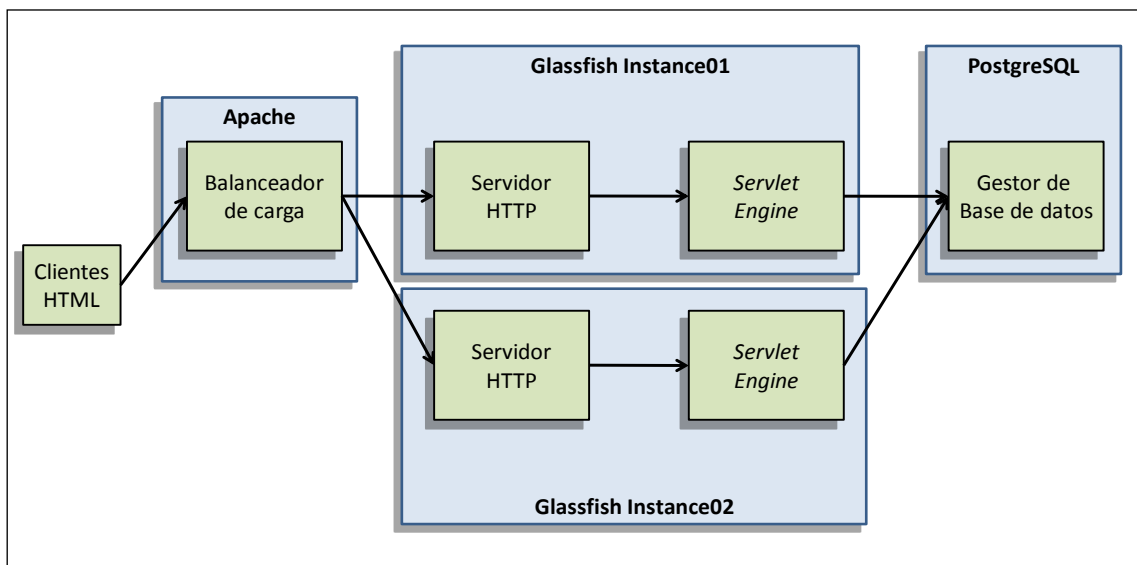 Glassfish Instance01
PostgreSQL
Apache
Balanceador
de carga
Servidor
HTTP
Servlet
Engine
Gestor de
Base de datos
Clientes
HTML
Servidor
HTTP
Servlet
Engine
Glassfish Instance02